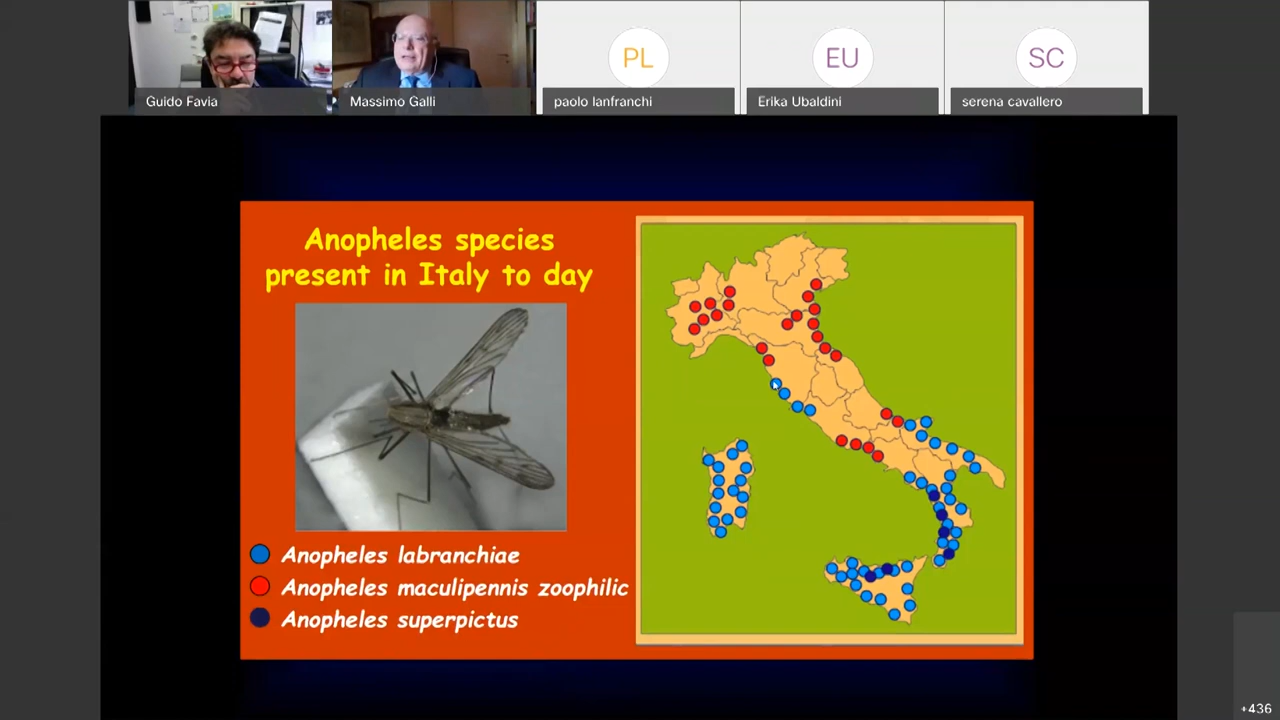 PL
EU
SC
Guido Favia
Massimo Galli
paolo lanfranchi
Erika Ubaldini
serena cavallero
Anopheles species
present in Italy to day
Anopheles labranchiae
Anopheles maculipennis zoophilic
Anopheles superpictus
+436